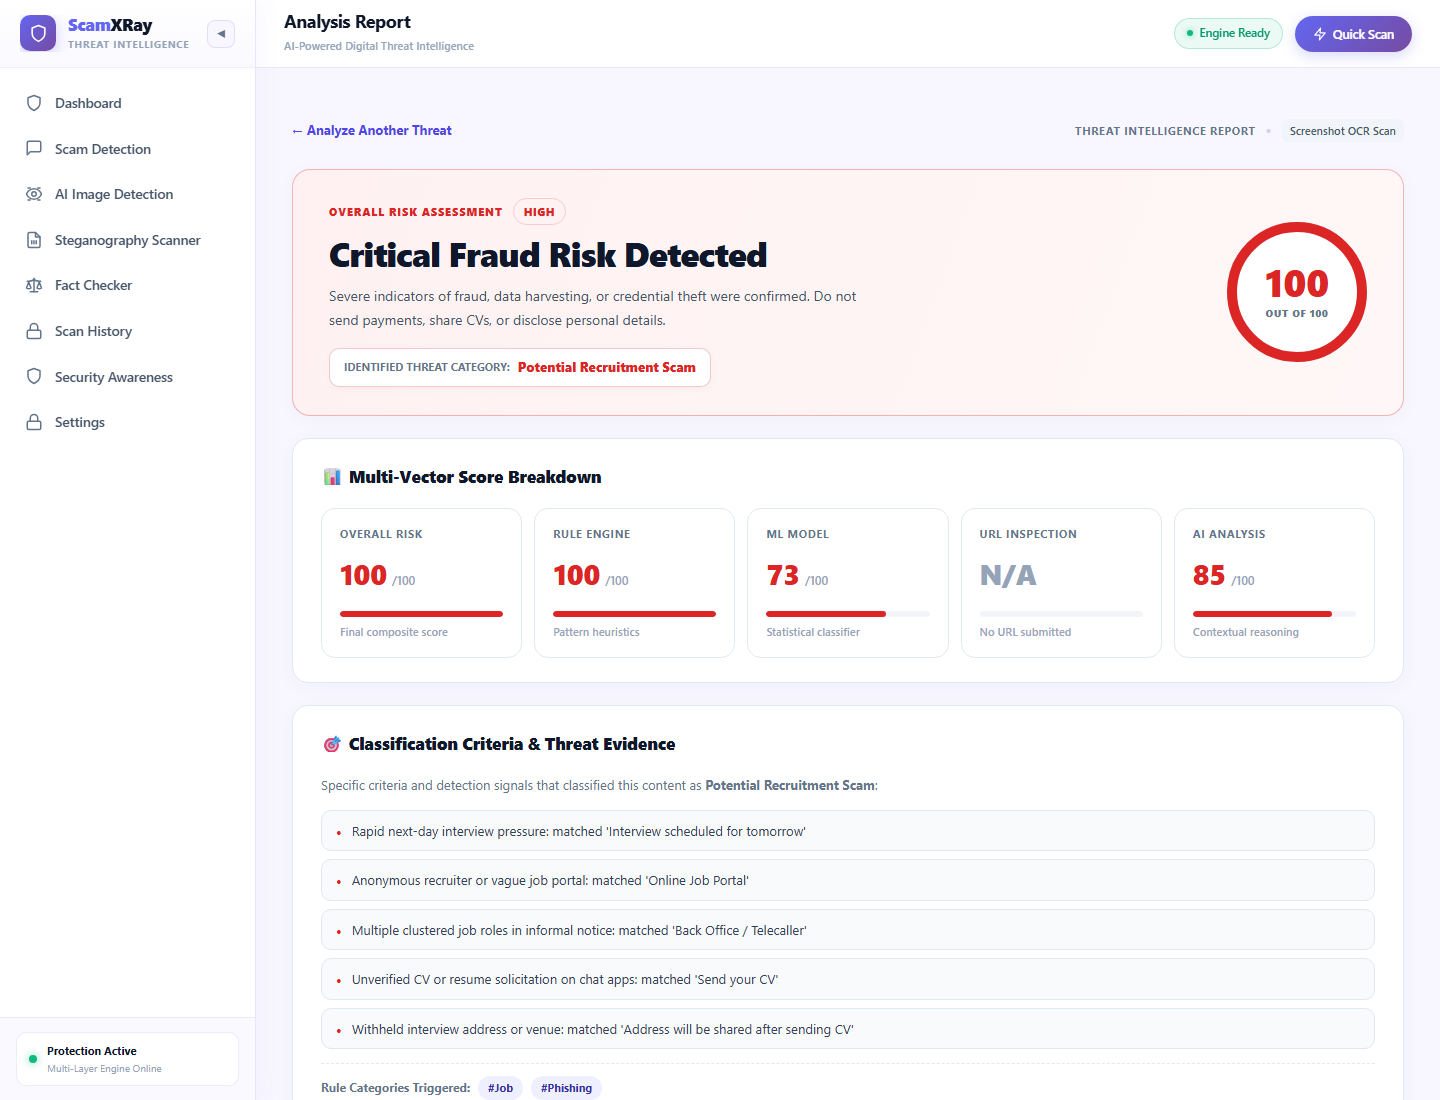 ScamXRay
THREAT INTELLIGENCE
Analysis Report
AI-Powered Digital Threat Intelligence
Engine Ready
Quick Scan
Dashboard
Scam Detection
AI Image Detection
Steganography Scanner
Fact Checker
Scan History
Security Awareness
Settings
Protection Active
Multi-Layer Engine Online
← Analyze Another Threat
THREAT INTELLIGENCE REPORT • Screenshot OCR Scan
OVERALL RISK ASSESSMENT HIGH
Critical Fraud Risk Detected
Severe indicators of fraud, data harvesting, or credential theft were confirmed. Do not
send payments, share CVs, or disclose personal details.
IDENTIFIED THREAT CATEGORY: Potential Recruitment Scam
100
OUT OF 100
Multi-Vector Score Breakdown
OVERALL RISK
100 /100
Final composite score
RULE ENGINE
100 /100
Pattern heuristics
ML MODEL
73 /100
Statistical classifier
URL INSPECTION
N/A
No URL submitted
AI ANALYSIS
85 /100
Contextual reasoning
Classification Criteria & Threat Evidence
Specific criteria and detection signals that classified this content as Potential Recruitment Scam:
• Rapid next-day interview pressure: matched 'Interview scheduled for tomorrow'
• Anonymous recruiter or vague job portal: matched 'Online Job Portal'
• Multiple clustered job roles in informal notice: matched 'Back Office / Telecaller'
• Unverified CV or resume solicitation on chat apps: matched 'Send your CV'
• Withheld interview address or venue: matched 'Address will be shared after sending CV'
Rule Categories Triggered: #Job #Phishing